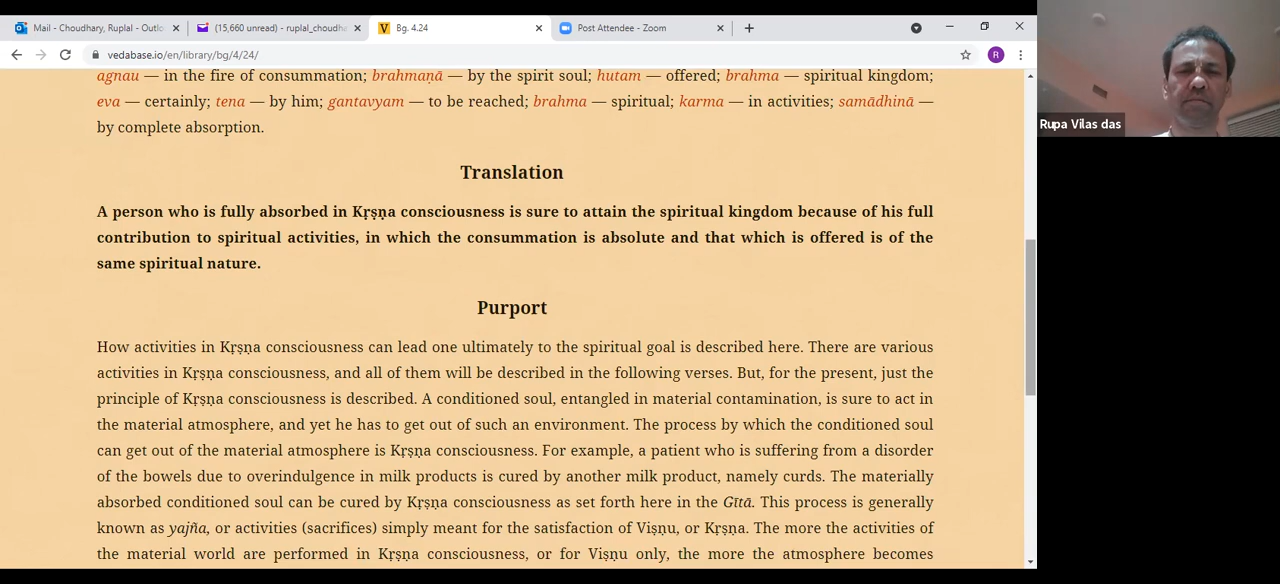 Mail - Choudhary, Ruplal - Outlo
(15,660 unread) - ruplal_choudha
Bg. 4.24
Post Attendee - Zoom
vedabase.io/en/library/bg/4/24/
R
agnau — in the fire of consummation; brahmaṇā — by the spirit soul; hutam — offered; brahma — spiritual kingdom;
eva — certainly; tena — by him; gantavyam — to be reached; brahma — spiritual; karma — in activities; samādhinā —
by complete absorption.
Translation
A person who is fully absorbed in Kṛṣṇa consciousness is sure to attain the spiritual kingdom because of his full
contribution to spiritual activities, in which the consummation is absolute and that which is offered is of the
same spiritual nature.
Purport
How activities in Kṛṣṇa consciousness can lead one ultimately to the spiritual goal is described here. There are various
activities in Kṛṣṇa consciousness, and all of them will be described in the following verses. But, for the present, just the
principle of Kṛṣṇa consciousness is described. A conditioned soul, entangled in material contamination, is sure to act in
the material atmosphere, and yet he has to get out of such an environment. The process by which the conditioned soul
can get out of the material atmosphere is Kṛṣṇa consciousness. For example, a patient who is suffering from a disorder
of the bowels due to overindulgence in milk products is cured by another milk product, namely curds. The materially
absorbed conditioned soul can be cured by Kṛṣṇa consciousness as set forth here in the Gītā. This process is generally
known as yajña, or activities (sacrifices) simply meant for the satisfaction of Viṣṇu, or Kṛṣṇa. The more the activities of
the material world are performed in Kṛṣṇa consciousness, or for Viṣṇu only, the more the atmosphere becomes
Rupa Vilas das